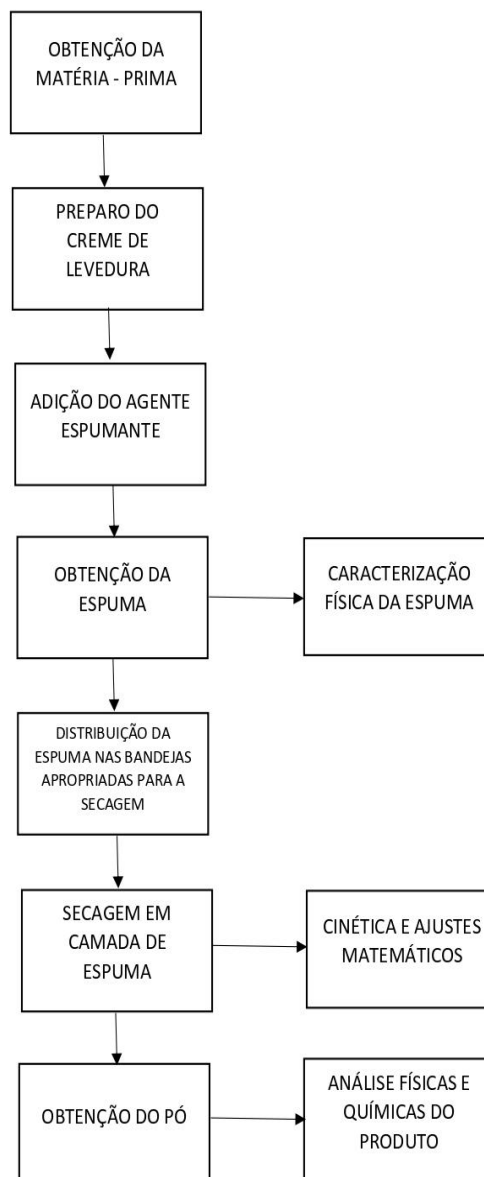 OBTENÇÃO DA
MATÉRIA - PRIMA
PREPARO DO
CREME DE
LEVEDURA
ADIÇÃO DO AGENTE
ESPUMANTE
OBTENÇÃO DA
ESPUMA
CARACTERIZAÇÃO
FÍSICA DA ESPUMA
DISTRIBUIÇÃO DA
ESPUMA NAS BANDEJAS
APROPRIADAS PARA A
SECAGEM
SECAGEM EM
CAMADA DE
ESPUMA
CINÉTICA E AJUSTES
MATEMÁTICOS
OBTENÇÃO DO PÓ
ANÁLISE FÍSICAS E
QUÍMICAS DO
PRODUTO